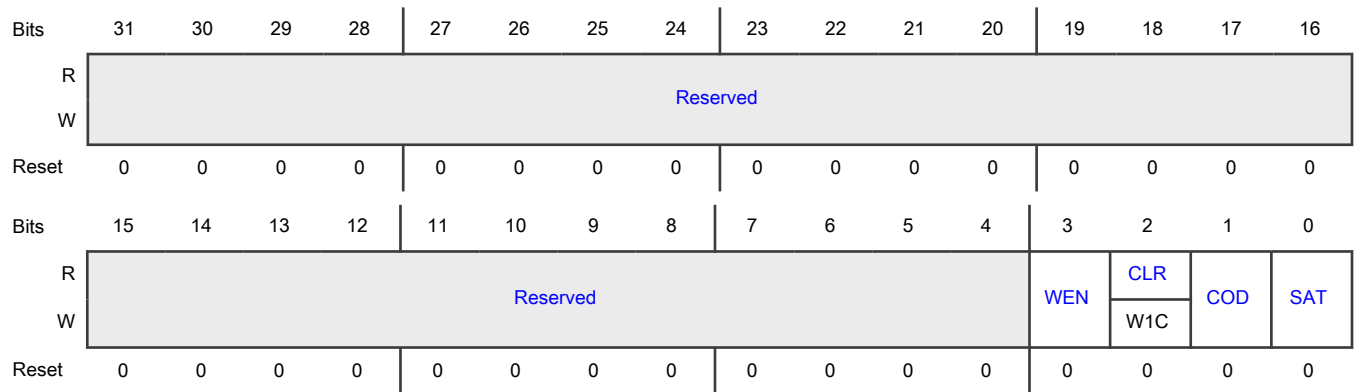 Bits 31 30 29 28 27 26 25 24 23 22 21 20 19 18 17 16
R
Reserved
W
Reset 0 0 0 0 0 0 0 0 0 0 0 0 0 0 0 0
Bits 15 14 13 12 11 10 9 8 7 6 5 4 3 2 1 0
R CLR
Reserved WEN COD SAT
W W1C
Reset 0 0 0 0 0 0 0 0 0 0 0 0 0 0 0 0